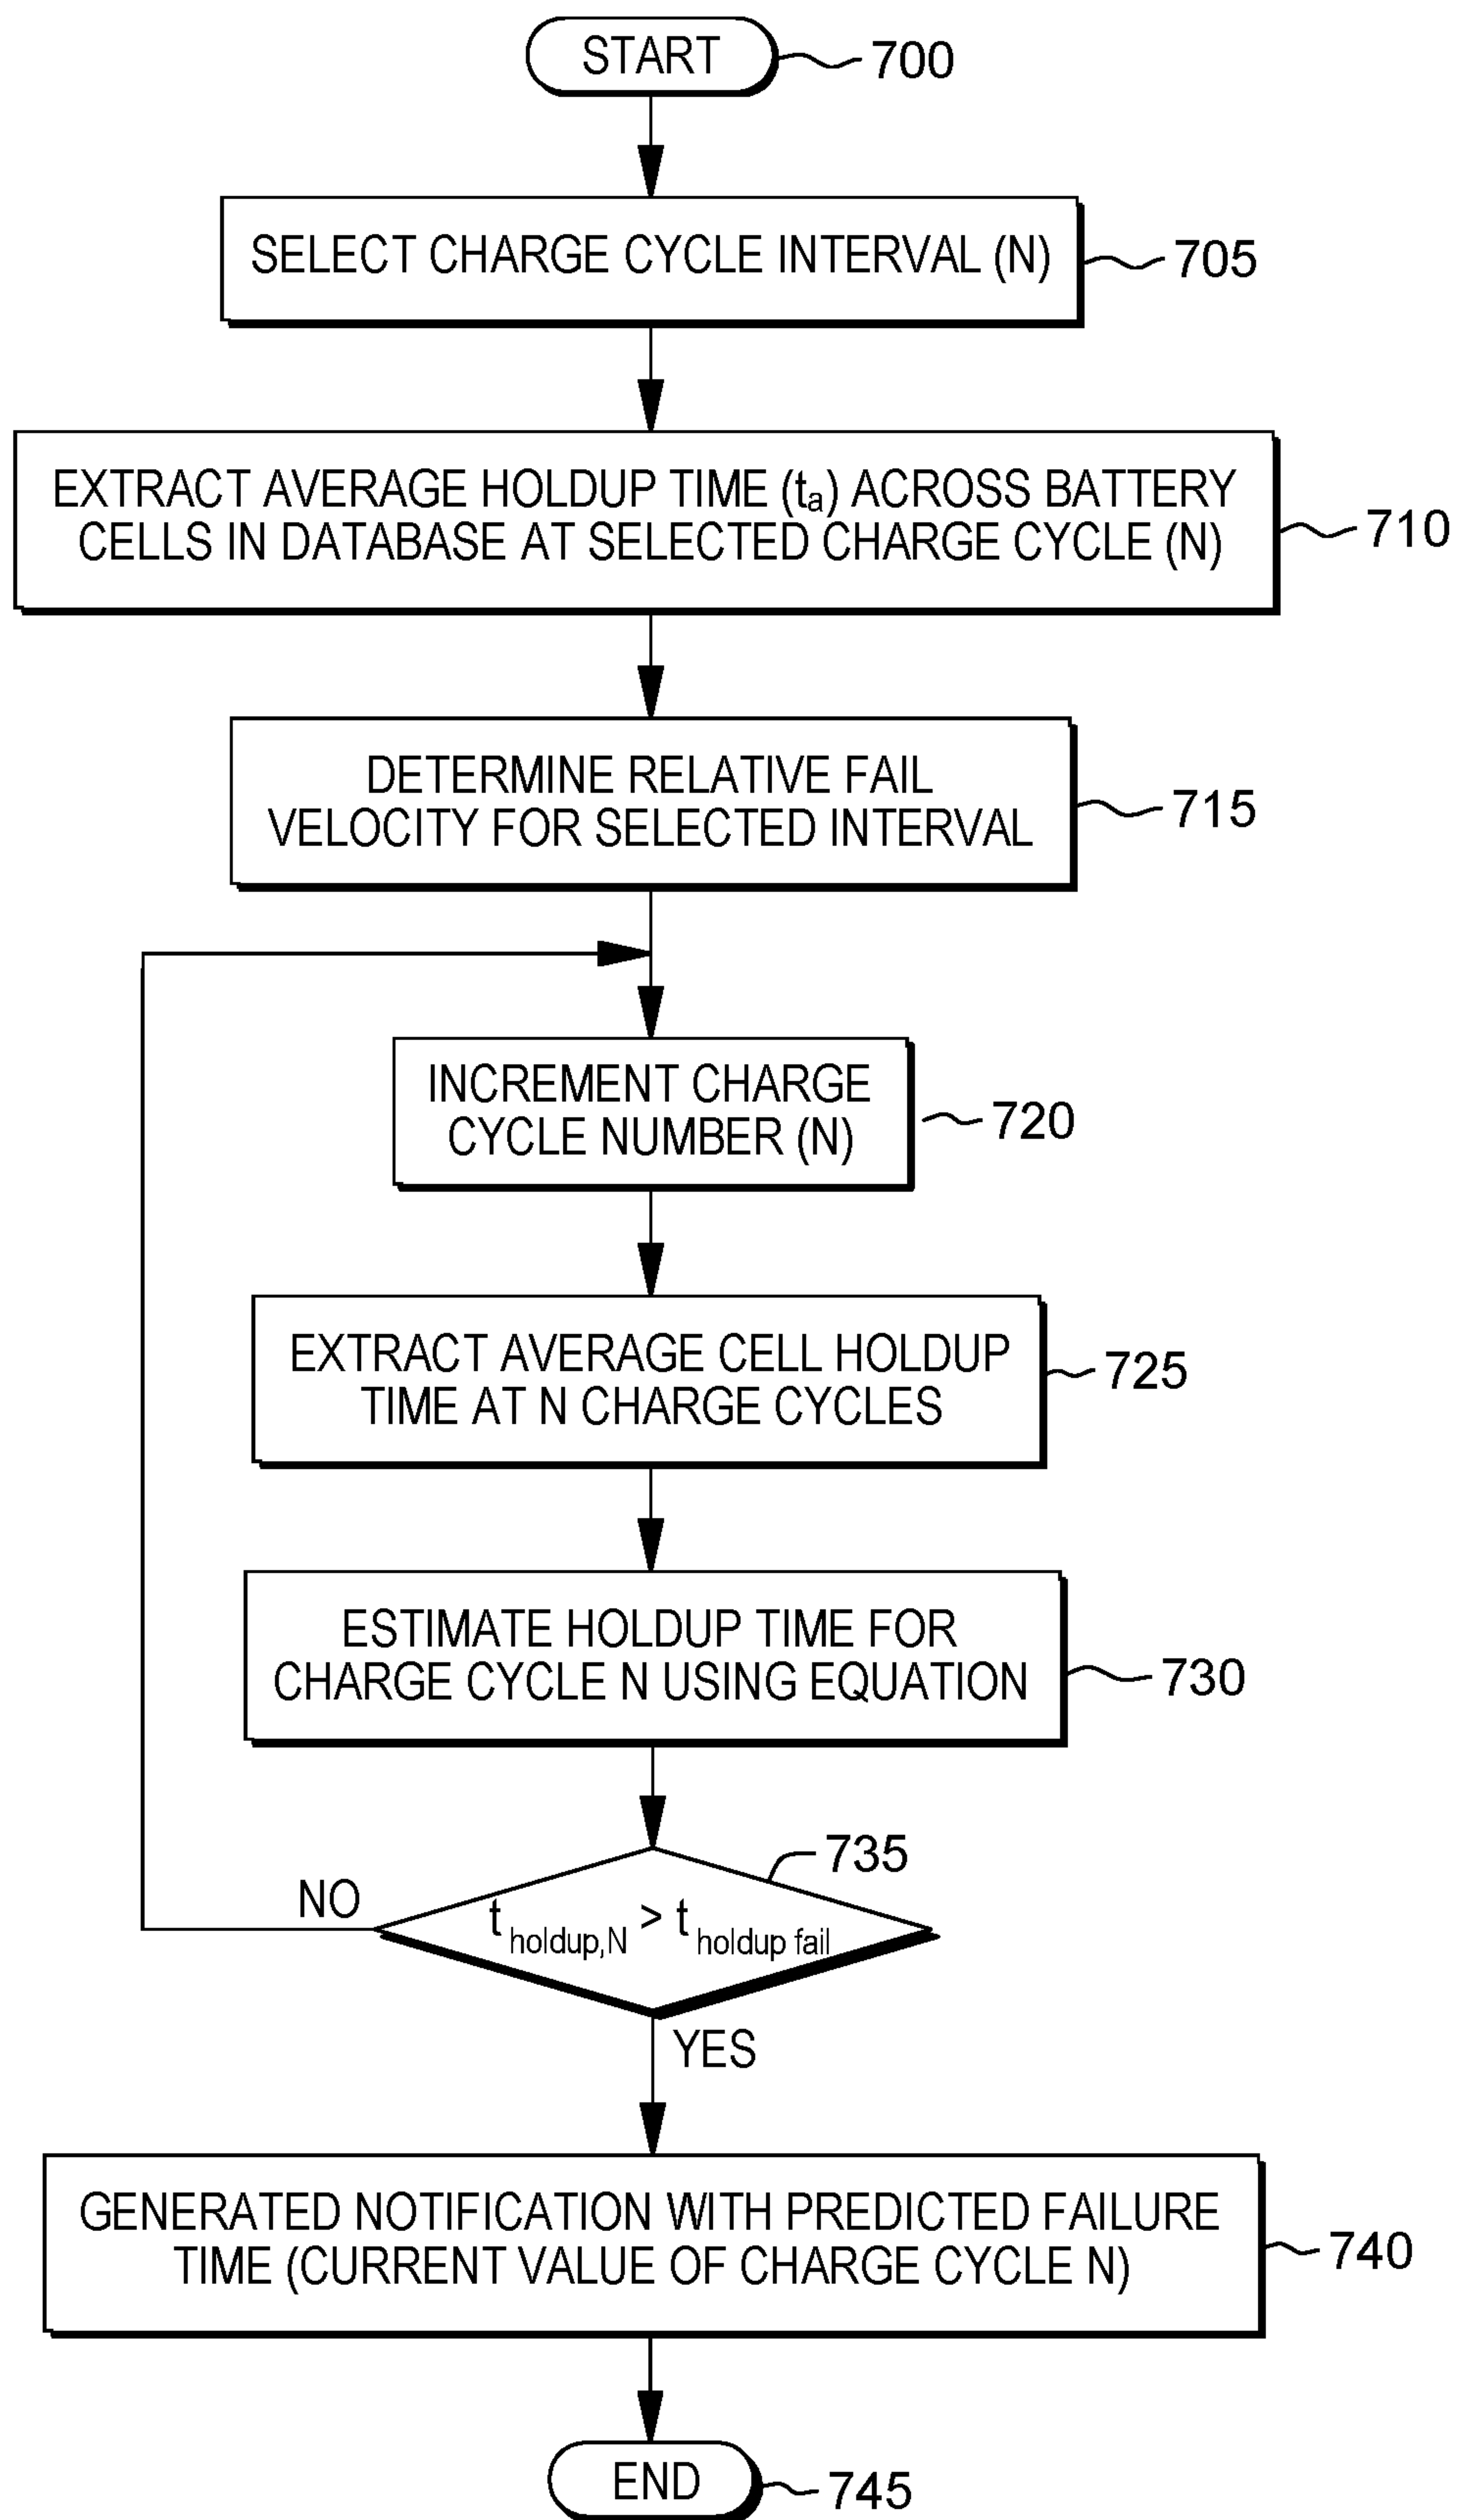 START
700
SELECT CHARGE CYCLE INTERVAL (N)
705
EXTRACT AVERAGE HOLDUP TIME (ta) ACROSS BATTERY
CELLS IN DATABASE AT SELECTED CHARGE CYCLE (N)
710
DETERMINE RELATIVE FAIL
VELOCITY FOR SELECTED INTERVAL
715
INCREMENT CHARGE
CYCLE NUMBER (N)
720
EXTRACT AVERAGE CELL HOLDUP
TIME AT N CHARGE CYCLES
725
ESTIMATE HOLDUP TIME FOR
CHARGE CYCLE N USING EQUATION
730
735
NO
t holdup,N > t holdup fail
YES
GENERATED NOTIFICATION WITH PREDICTED FAILURE
TIME (CURRENT VALUE OF CHARGE CYCLE N)
740
END
745